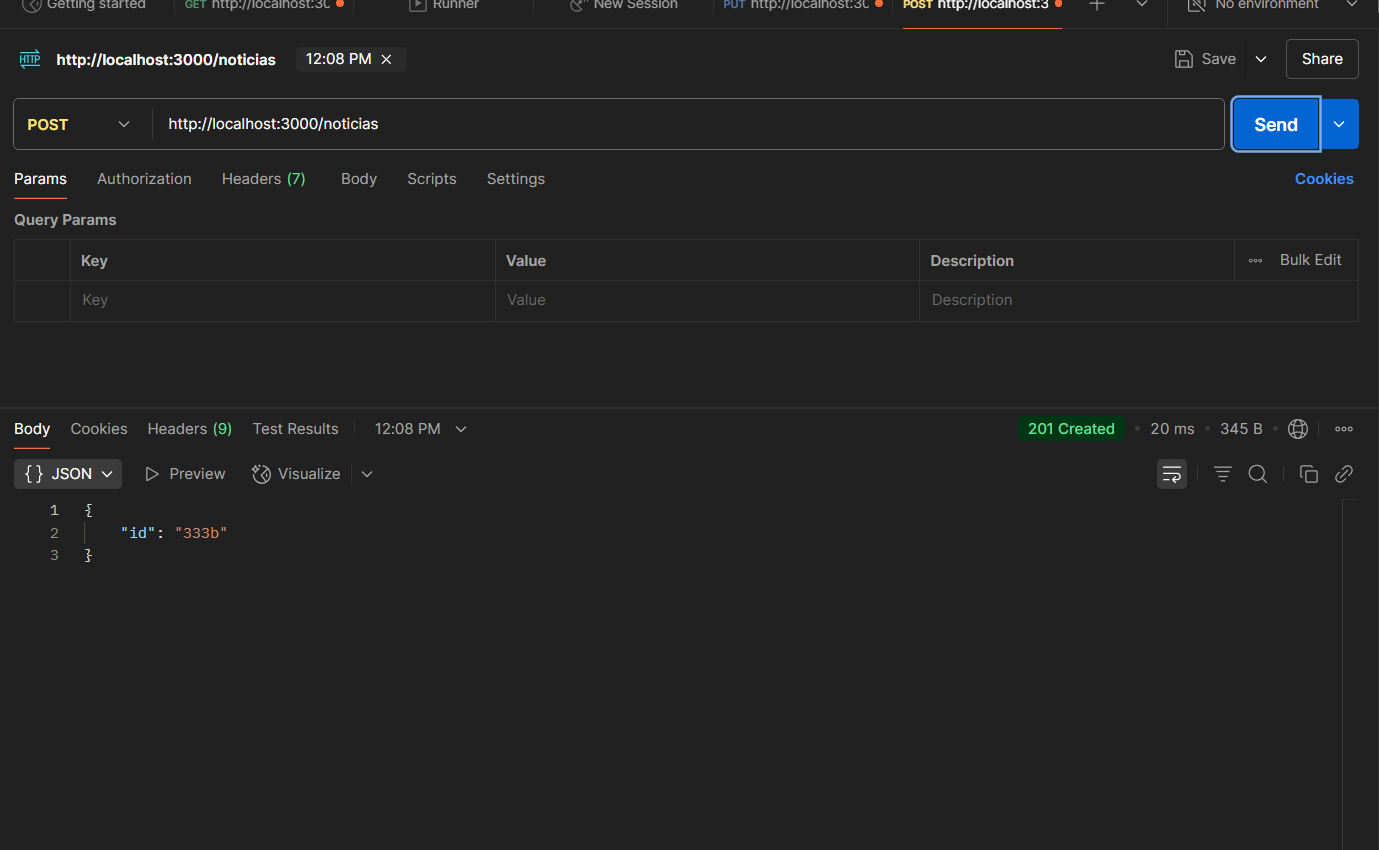 Getting started GET http://localhost:30 Runner New Session PUT http://localhost:30 POST http://localhost:3 No environment
HTTP http://localhost:3000/noticias 12:08 PM Save Share
POST http://localhost:3000/noticias Send
Params Authorization Headers (7) Body Scripts Settings Cookies
Query Params
Key Value Description Bulk Edit
Key Value Description
Body Cookies Headers (9) Test Results 12:08 PM 201 Created 20 ms 345 B
{} JSON Preview Visualize
1 {
2 "id": "333b"
3 }